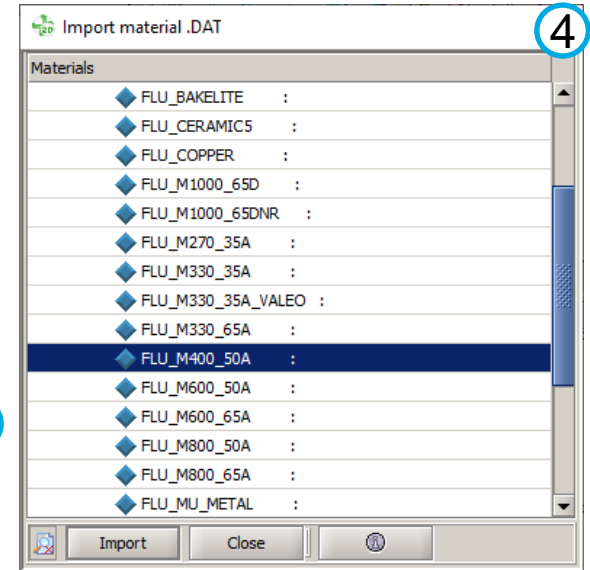 Import material .DAT
4
Materials
FLU_BAKELITE :
FLU_CERAMIC5 :
FLU_COPPER :
FLU_M1000_65D :
FLU_M1000_65DNR :
FLU_M270_35A :
FLU_M330_35A :
FLU_M330_35A_VALEO :
FLU_M330_65A :
FLU_M400_50A :
FLU_M600_50A :
FLU_M600_65A :
FLU_M800_50A :
FLU_M800_65A :
FLU_MU_METAL :
Import Close